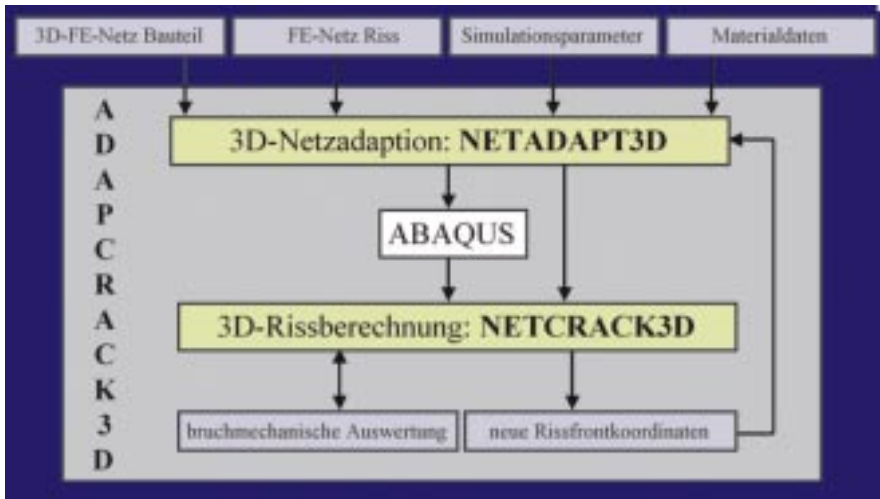 3D-FE-Netz Bauteil
FE-Netz Riss
Simulationsparameter
Materialdaten
ADAPCRACK3D
3D-Netzadaption: NETADAPT3D
ABAQUS
3D-Rissberechnung: NETCRACK3D
bruchmechanische Auswertung
neue Rissfrontkoordinaten